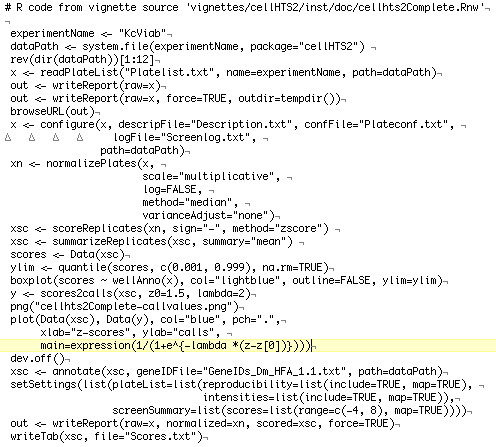 # R code from vignette source 'vignettes/cellHTS2/inst/doc/cellhts2Complete.Rnw'¬
¬
experimentName <- "KcViab"¬
dataPath <- system.file(experimentName, package="cellHTS2") ¬
rev(dir(dataPath))[1:12]¬
x <- readPlateList("Platelist.txt", name=experimentName, path=dataPath)¬
out <- writeReport(raw=x)¬
out <- writeReport(raw=x, force=TRUE, outdir=tempdir())¬
browseURL(out)¬
x <- configure(x, descripFile="Description.txt", confFile="Plateconf.txt", ¬
Δ Δ Δ Δ logFile="Screenlog.txt", ¬
path=dataPath)¬
xn <- normalizePlates(x, ¬
scale="multiplicative", ¬
log=FALSE, ¬
method="median", ¬
varianceAdjust="none")¬
xsc <- scoreReplicates(xn, sign="-", method="zscore") ¬
xsc <- summarizeReplicates(xsc, summary="mean") ¬
scores <- Data(xsc)¬
ylim <- quantile(scores, c(0.001, 0.999), na.rm=TRUE)¬
boxplot(scores ~ wellAnno(x), col="lightblue", outline=FALSE, ylim=ylim)¬
y <- scores2calls(xsc, z0=1.5, lambda=2)¬
png("cellhts2Complete-callvalues.png")¬
plot(Data(xsc), Data(y), col="blue", pch=".",¬
xlab="z-scores", ylab="calls", ¬
main=expression(1/(1+e^{-lambda *(z-z[0])})))¬
dev.off()¬
xsc <- annotate(xsc, geneIDFile="GeneIDs_Dm_HFA_1.1.txt", path=dataPath)¬
setSettings(list(plateList=list(reproducibility=list(include=TRUE, map=TRUE), ¬
intensities=list(include=TRUE, map=TRUE)),¬
screenSummary=list(scores=list(range=c(-4, 8), map=TRUE))))¬
out <- writeReport(raw=x, normalized=xn, scored=xsc, force=TRUE) ¬
writeTab(xsc, file="Scores.txt")¬